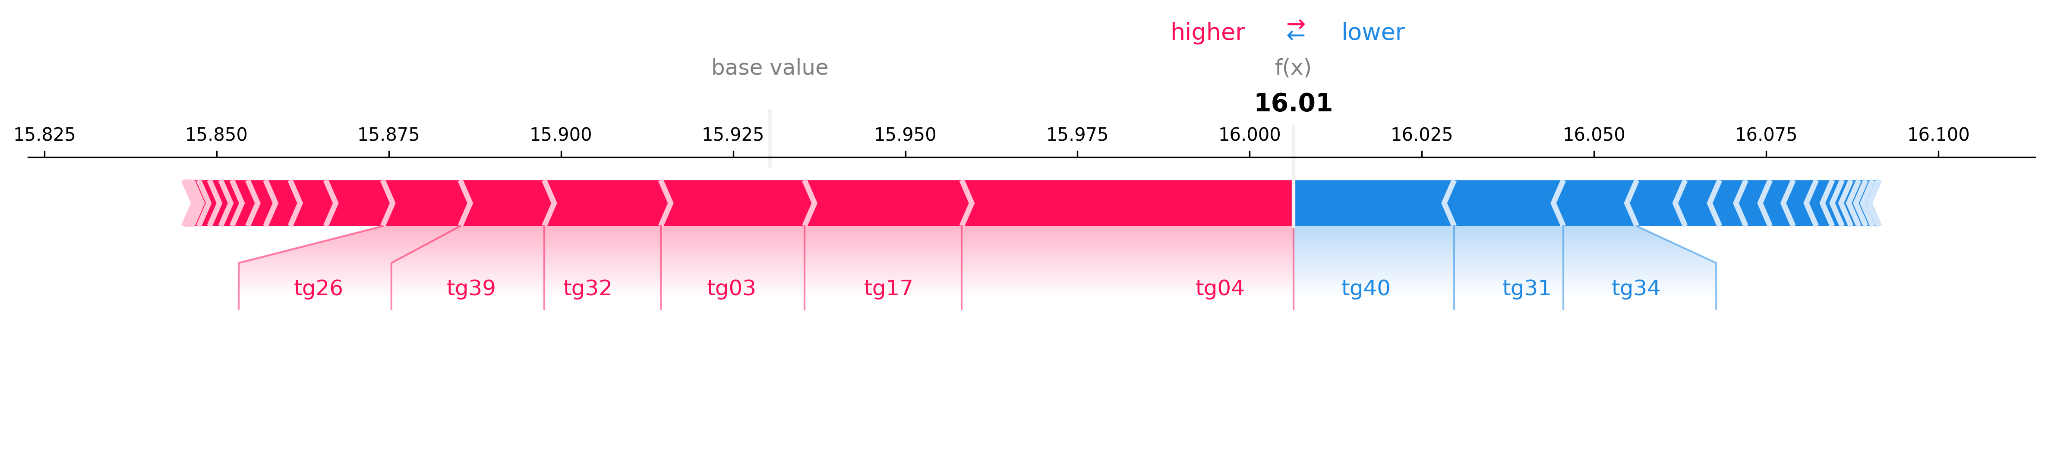 higher ⇄ lower
base value f(x)
16.01
15.825 15.850 15.875 15.900 15.925 15.950 15.975 16.000 16.025 16.050 16.075 16.100
tg26 tg39 tg32 tg03 tg17 tg04 tg40 tg31 tg34